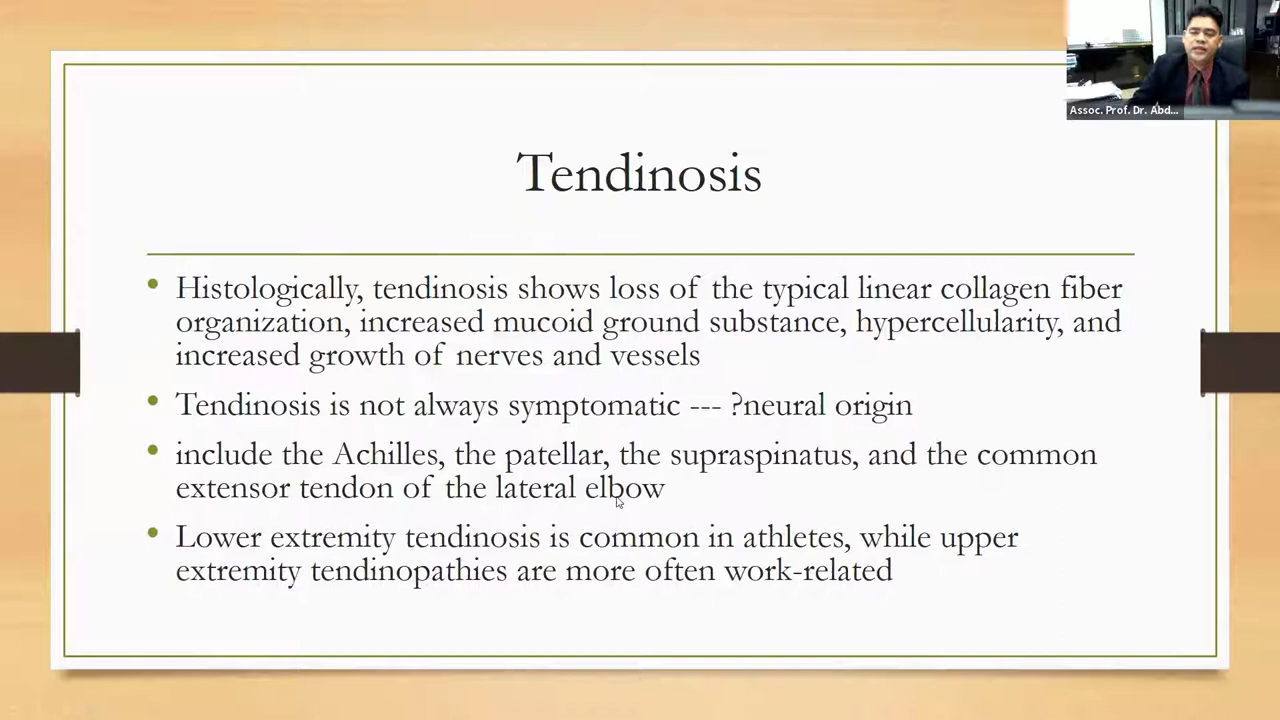 Assoc. Prof. Dr. Abd...
Tendinosis
• Histologically, tendinosis shows loss of the typical linear collagen fiber
organization, increased mucoid ground substance, hypercellularity, and
increased growth of nerves and vessels
• Tendinosis is not always symptomatic --- ?neural origin
• include the Achilles, the patellar, the supraspinatus, and the common
extensor tendon of the lateral elbow
• Lower extremity tendinosis is common in athletes, while upper
extremity tendinopathies are more often work-related